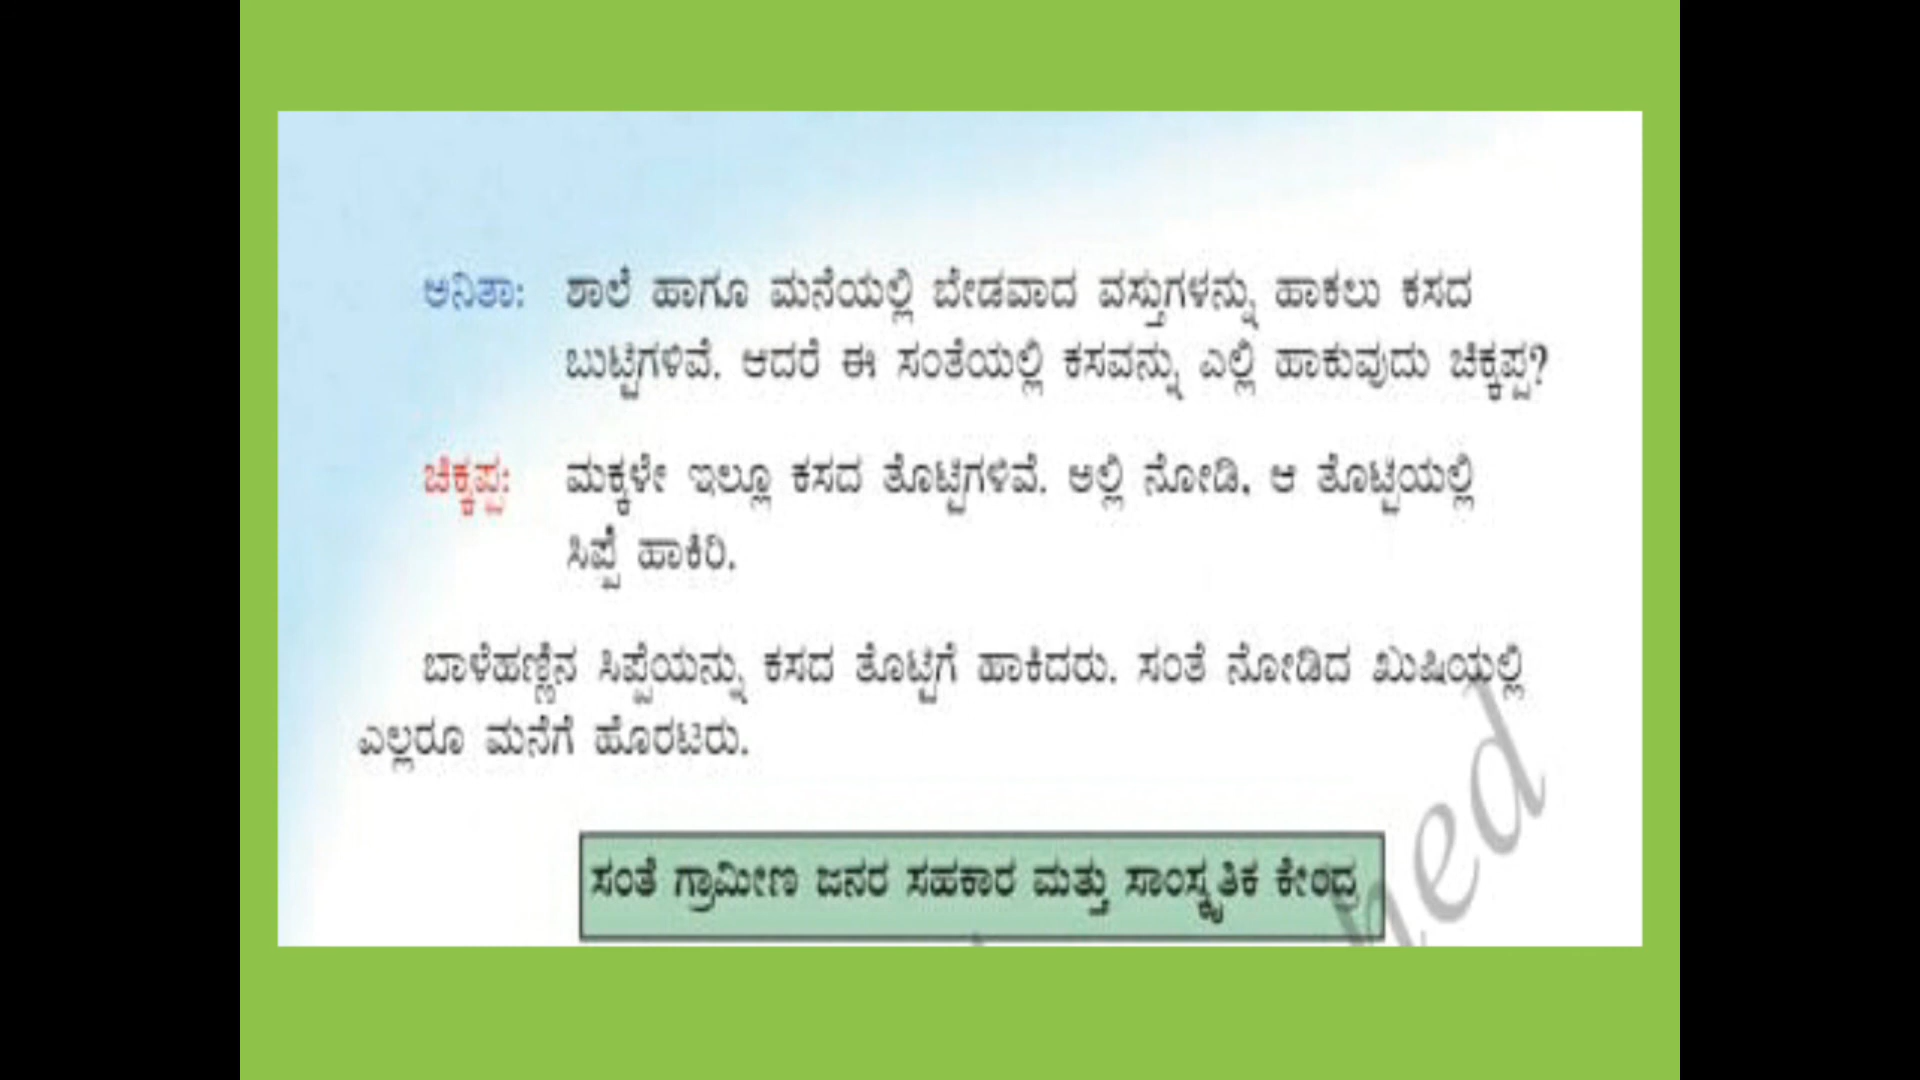 ಅನಿತಾ: ಶಾಲೆ ಹಾಗೂ ಮನೆಯಲ್ಲಿ ಬೇಡವಾದ ವಸ್ತುಗಳನ್ನು ಹಾಕಲು ಕಸದ
ಬುಟ್ಟಿಗಳಿವೆ. ಆದರೆ ಈ ಸಂತೆಯಲ್ಲಿ ಕಸವನ್ನು ಎಲ್ಲಿ ಹಾಕುವುದು ಚಿಕ್ಕಪ್ಪ?
ಚಿಕ್ಕಪ್ಪ: ಮಕ್ಕಳೇ ಇಲ್ಲೂ ಕಸದ ತೊಟ್ಟಿಗಳಿವೆ. ಅಲ್ಲಿ ನೋಡಿ, ಆ ತೊಟ್ಟಿಯಲ್ಲಿ
ಸಿಪ್ಪೆ ಹಾಕಿರಿ.
ಬಾಳೆಹಣ್ಣಿನ ಸಿಪ್ಪೆಯನ್ನು ಕಸದ ತೊಟ್ಟಿಗೆ ಹಾಕಿದರು. ಸಂತೆ ನೋಡಿದ ಖುಷಿಯಲ್ಲಿ
ಎಲ್ಲರೂ ಮನೆಗೆ ಹೊರಟರು.
ಸಂತೆ ಗ್ರಾಮೀಣ ಜನರ ಸಹಕಾರ ಮತ್ತು ಸಾಂಸ್ಕೃತಿಕ ಕೇಂದ್ರ